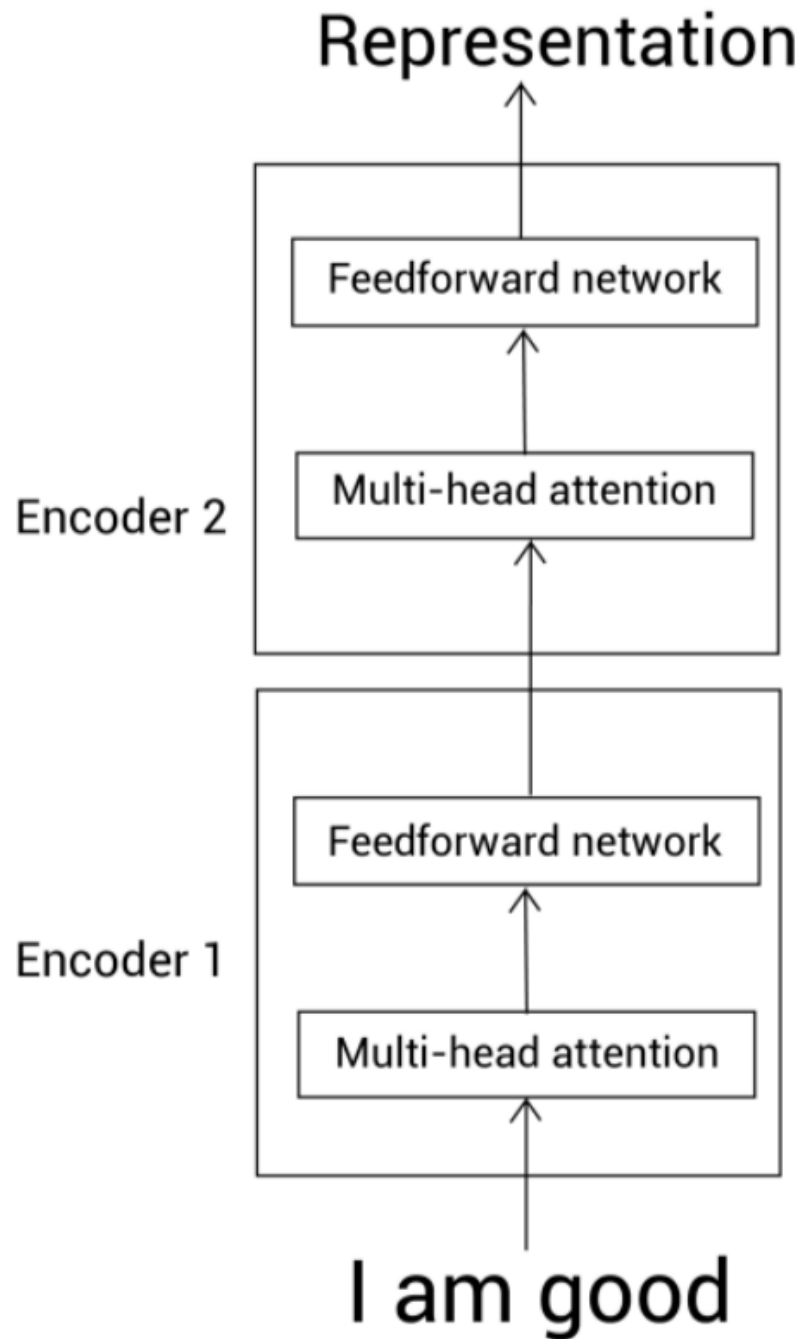 Representation
Feedforward network
Multi-head attention
Encoder 2
Feedforward network
Encoder 1
Multi-head attention
I am good